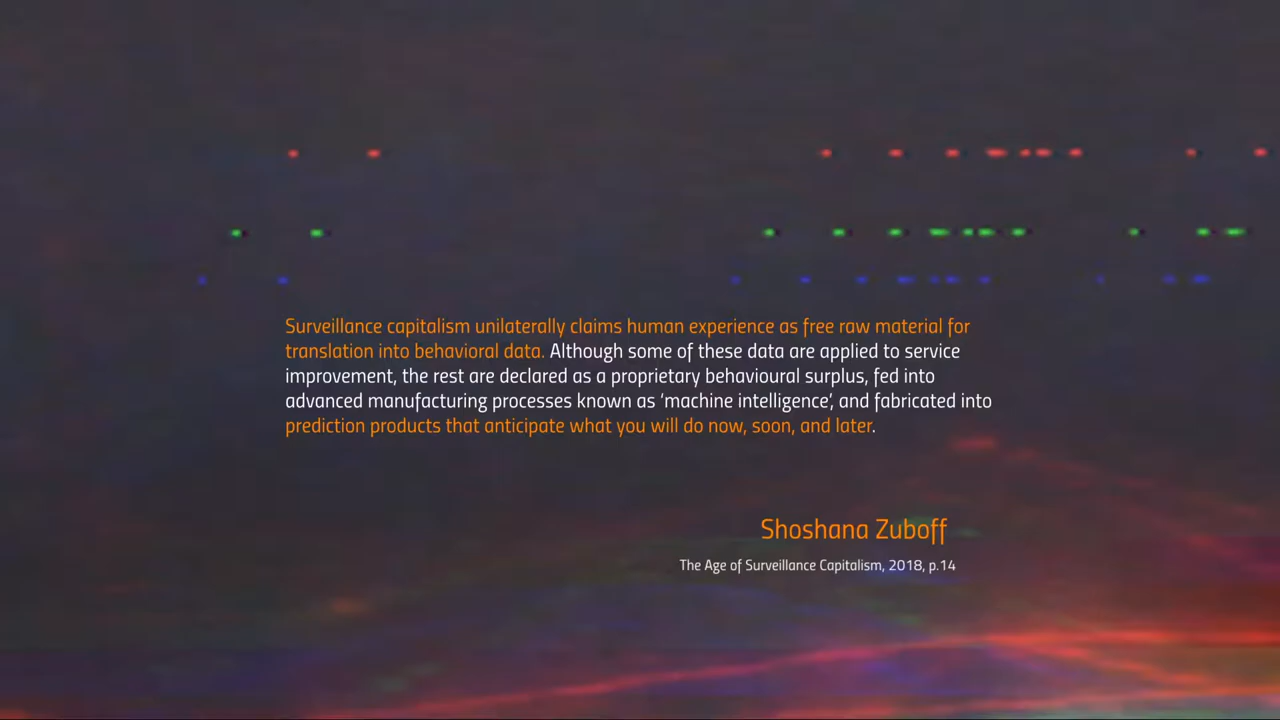 Surveillance capitalism unilaterally claims human experience as free raw material for
translation into behavioral data. Although some of these data are applied to service
improvement, the rest are declared as a proprietary behavioural surplus, fed into
advanced manufacturing processes known as ‘machine intelligence’, and fabricated into
prediction products that anticipate what you will do now, soon, and later.
Shoshana Zuboff
The Age of Surveillance Capitalism, 2018, p.14